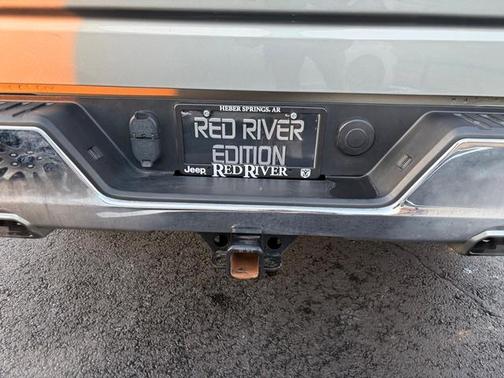 HEBER SPRINGS, AR
RED RIVER
EDITION
Jeep RED RIVER